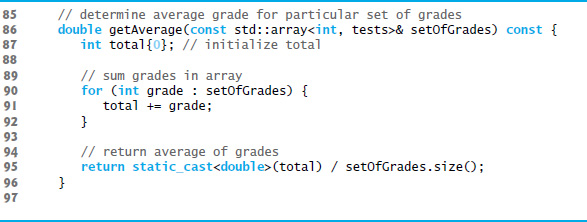 85 // determine average grade for particular set of grades
86 double getAverage(const std::array<int, tests>& setOfGrades) const {
87 int total{0}; // initialize total
88
89 // sum grades in array
90 for (int grade : setOfGrades) {
91 total += grade;
92 }
93
94 // return average of grades
95 return static_cast<double>(total) / setOfGrades.size();
96 }
97